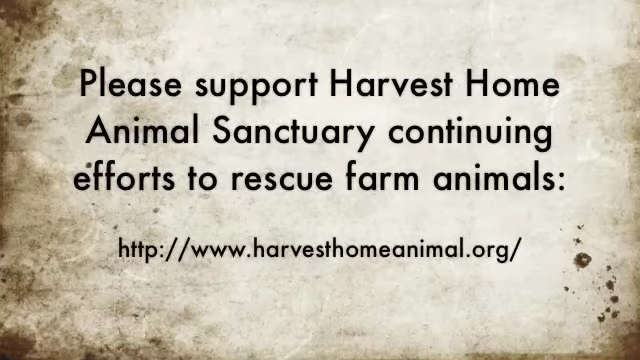 Please support Harvest Home
Animal Sanctuary continuing
efforts to rescue farm animals:
http://www.harvesthomeanimal.org/